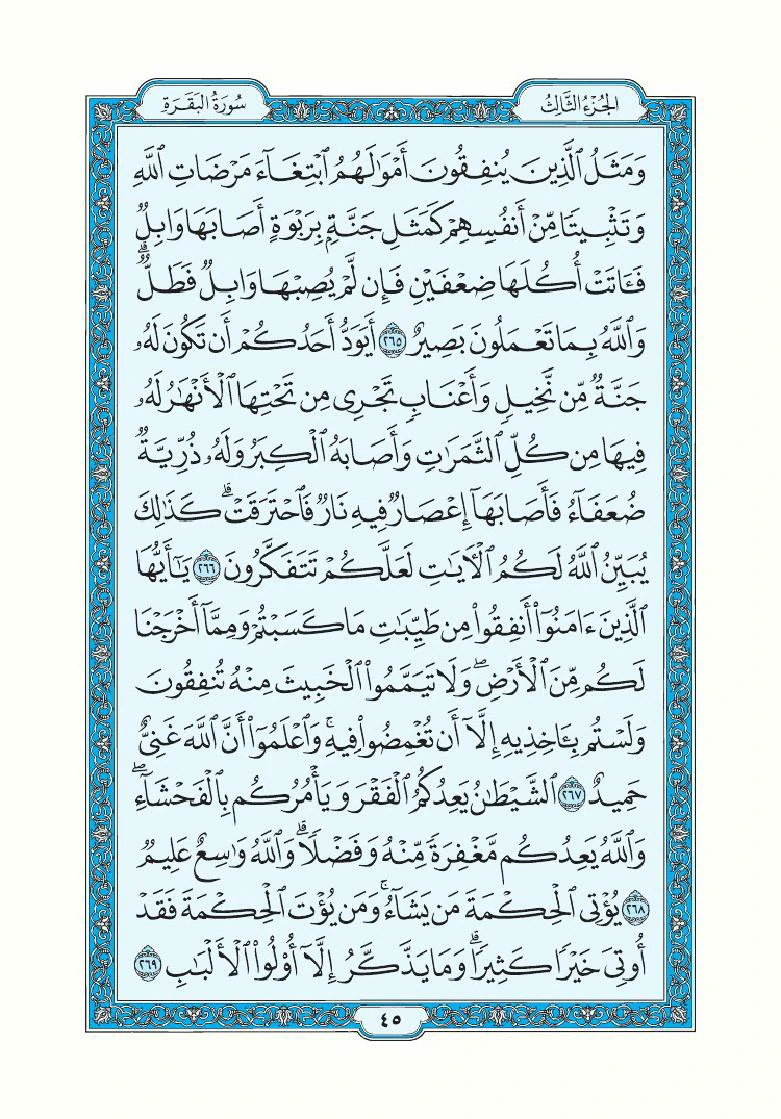 الجُزْءُ الثَّالِثُ
سُورَةُ البَقَرَةِ
وَمَثَلُ ٱلَّذِينَ يُنفِقُونَ أَمْوَٰلَهُمُ ٱبْتِغَآءَ مَرْضَاتِ ٱللَّهِ
وَتَثْبِيتًا مِّنْ أَنفُسِهِمْ كَمَثَلِ جَنَّةٍۭ بِرَبْوَةٍ أَصَابَهَا وَابِلٌ
فَـَٔاتَتْ أُكُلَهَا ضِعْفَيْنِ فَإِن لَّمْ يُصِبْهَا وَابِلٌ فَطَلٌّۗ
وَٱللَّهُ بِمَا تَعْمَلُونَ بَصِيرٌ ٢٦٥ أَيَوَدُّ أَحَدُكُمْ أَن تَكُونَ لَهُۥ
جَنَّةٌ مِّن نَّخِيلٍ وَأَعْنَابٍ تَجْرِى مِن تَحْتِهَا ٱلْأَنْهَٰرُ لَهُۥ
فِيهَا مِن كُلِّ ٱلثَّمَرَٰتِ وَأَصَابَهُ ٱلْكِبَرُ وَلَهُۥ ذُرِّيَّةٌ
ضُعَفَآءُ فَأَصَابَهَآ إِعْصَارٌ فِيهِ نَارٌ فَٱحْتَرَقَتْۗ كَذَٰلِكَ
يُبَيِّنُ ٱللَّهُ لَكُمُ ٱلْـَٔايَٰتِ لَعَلَّكُمْ تَتَفَكَّرُونَ ٢٦٦ يَٰٓأَيُّهَا
ٱلَّذِينَ ءَامَنُوٓا۟ أَنفِقُوا۟ مِن طَيِّبَٰتِ مَا كَسَبْتُمْ وَمِمَّآ أَخْرَجْنَا
لَكُم مِّنَ ٱلْأَرْضِۖ وَلَا تَيَمَّمُوا۟ ٱلْخَبِيثَ مِنْهُ تُنفِقُونَ
وَلَسْتُم بِـَٔاخِذِيهِ إِلَّآ أَن تُغْمِضُوا۟ فِيهِۚ وَٱعْلَمُوٓا۟ أَنَّ ٱللَّهَ غَنِىٌّ
حَمِيدٌ ٢٦٧ ٱلشَّيْطَٰنُ يَعِدُكُمُ ٱلْفَقْرَ وَيَأْمُرُكُم بِٱلْفَحْشَآءِۖ
وَٱللَّهُ يَعِدُكُم مَّغْفِرَةً مِّنْهُ وَفَضْلًاۗ وَٱللَّهُ وَٰسِعٌ عَلِيمٌ
٢٦٨ يُؤْتِى ٱلْحِكْمَةَ مَن يَشَآءُۚ وَمَن يُؤْتَ ٱلْحِكْمَةَ فَقَدْ
أُوتِىَ خَيْرًا كَثِيرًاۗ وَمَا يَذَّكَّرُ إِلَّآ أُو۟لُوا۟ ٱلْأَلْبَٰبِ ٢٦٩
٤٥